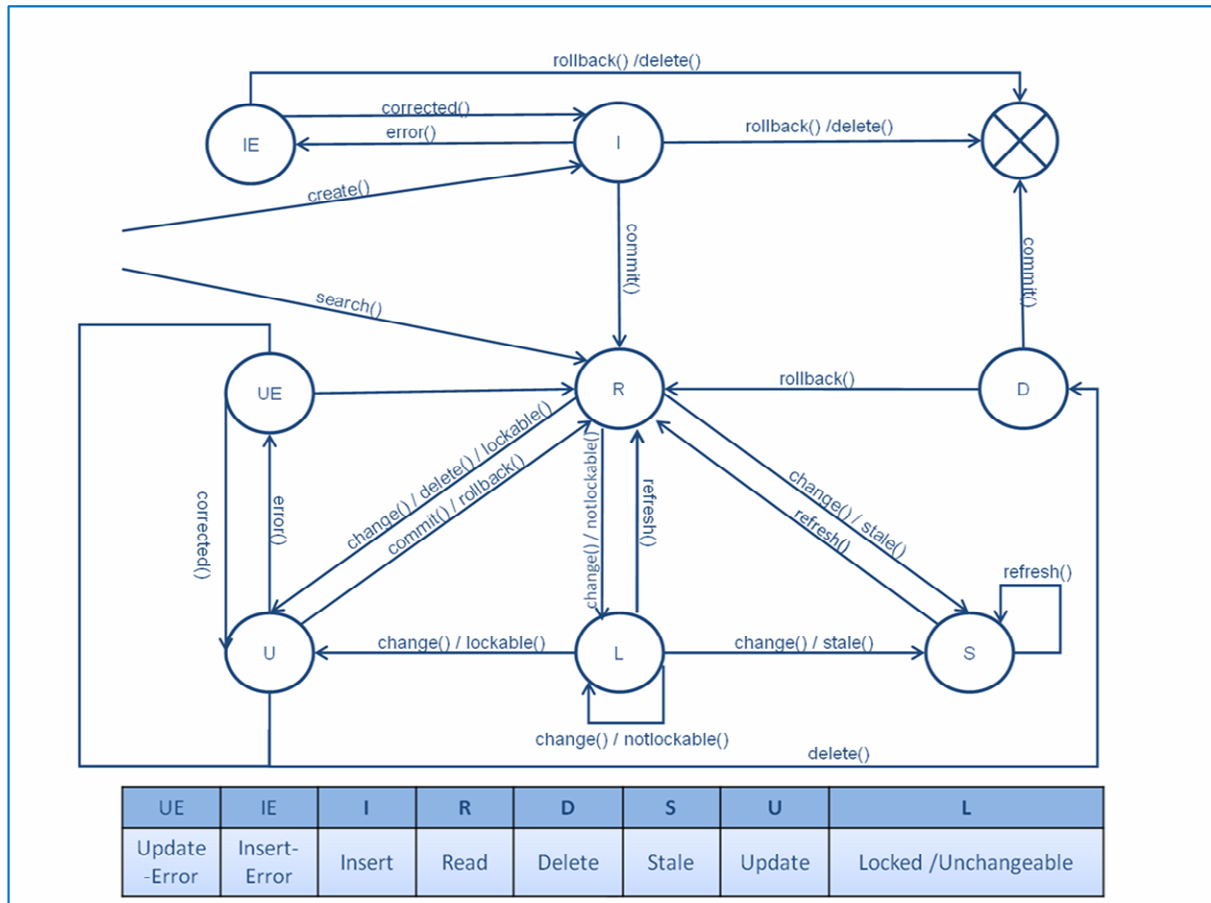 rollback() /delete()
corrected()
error()
IE
I
rollback() /delete()
create()
commit()
commit()
search()
UE
R
rollback()
D
change() / delete() / lockable()
commit() / rollback()
change() / notlockable()
refresh()
change() / stale()
refresh()
corrected()
error()
refresh()
U
change() / lockable()
L
change() / stale()
S
change() / notlockable()
delete()
UE IE I R D S U L
Update Insert- Insert Read Delete Stale Update Locked /Unchangeable
-Error Error